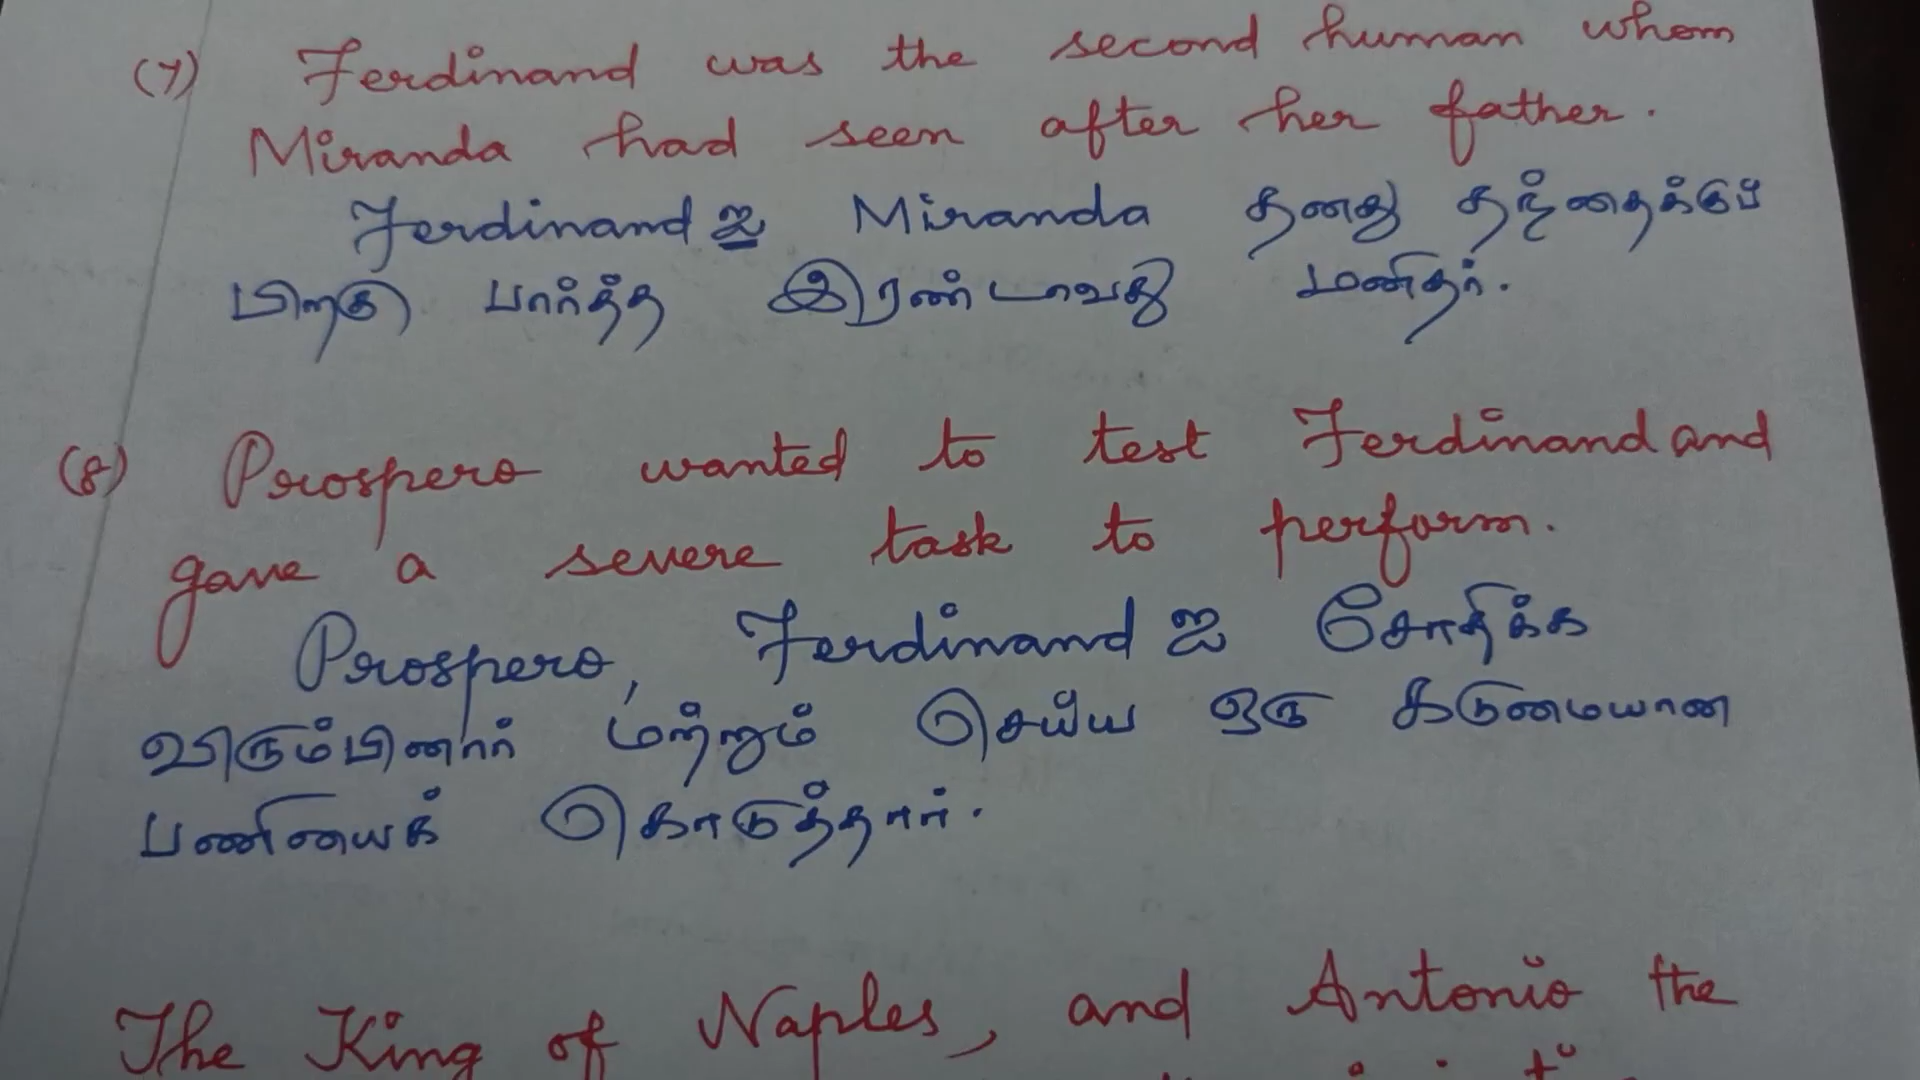 (7) Ferdinand was the second human whom
Miranda had seen after her father.
Ferdinand ஐ Miranda தனது தந்தைக்குப்
பிறகு பார்த்த இரண்டாவது மனிதர்.
(8) Prospero wanted to test Ferdinand and
gave a severe task to perform.
Prospero, Ferdinand ஐ சோதிக்க
விரும்பினார் மற்றும் செய்ய ஒரு கடுமையான
பணியைக் கொடுத்தார்.
The King of Naples, and Antonio the